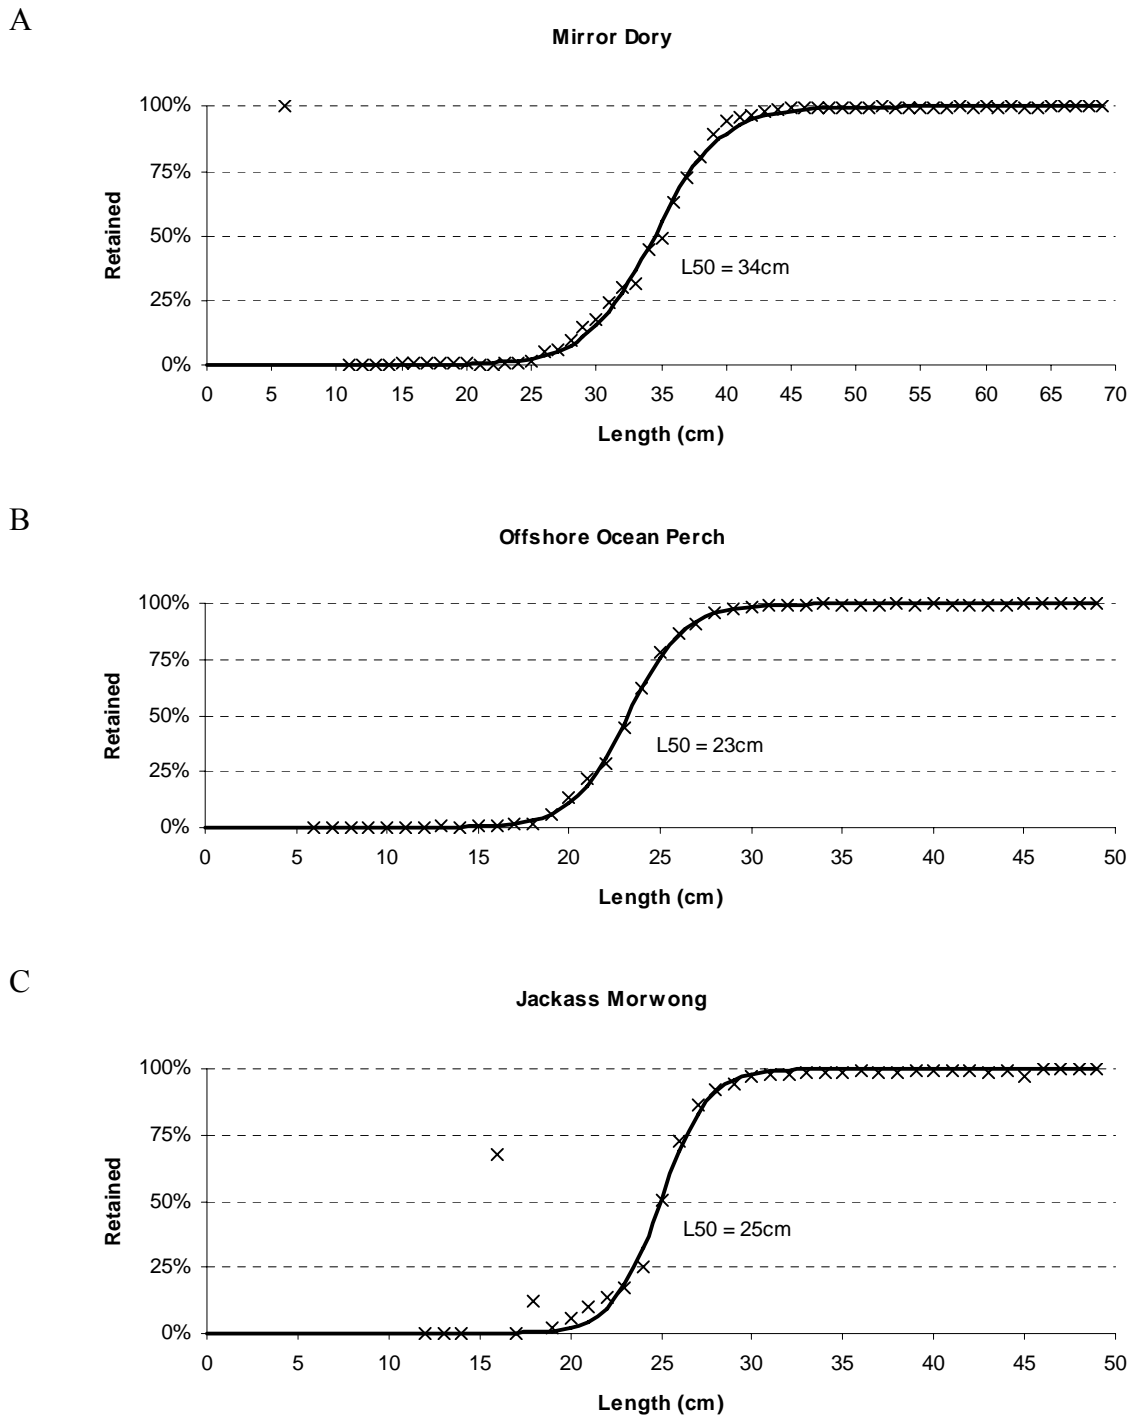 A
Mirror Dory
100%
75%
50%
25%
0%
Retained
L50 = 34cm
0 5 10 15 20 25 30 35 40 45 50 55 60 65 70
Length (cm)
B
Offshore Ocean Perch
100%
75%
50%
25%
0%
Retained
L50 = 23cm
0 5 10 15 20 25 30 35 40 45 50
Length (cm)
C
Jackass Morwong
100%
75%
50%
25%
0%
Retained
L50 = 25cm
0 5 10 15 20 25 30 35 40 45 50
Length (cm)